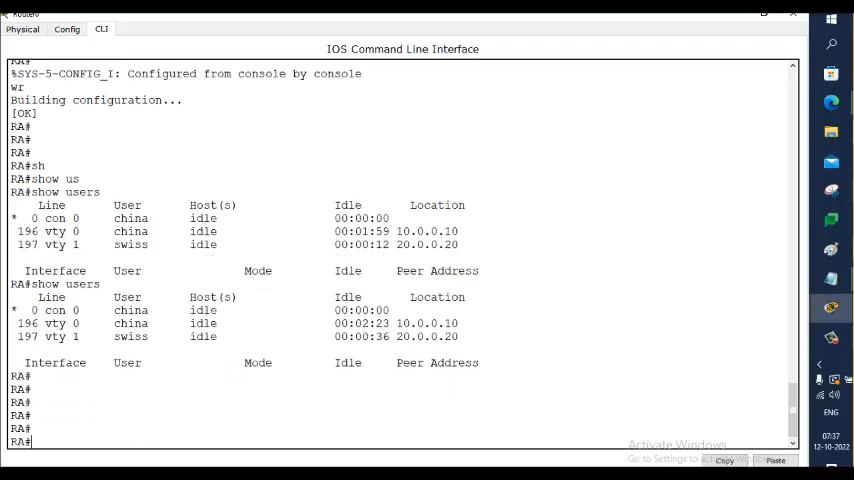 Router0
Physical Config CLI
IOS Command Line Interface
RA#
%SYS-5-CONFIG_I: Configured from console by console
wr
Building configuration...
[OK]
RA#
RA#
RA#
RA#sh
RA#show us
RA#show users
Line User Host(s) Idle Location
* 0 con 0 china idle 00:00:00
196 vty 0 china idle 00:01:59 10.0.0.10
197 vty 1 swiss idle 00:00:12 20.0.0.20
Interface User Mode Idle Peer Address
RA#show users
Line User Host(s) Idle Location
* 0 con 0 china idle 00:00:00
196 vty 0 china idle 00:02:23 10.0.0.10
197 vty 1 swiss idle 00:00:36 20.0.0.20
Interface User Mode Idle Peer Address
RA#
RA#
RA#
RA#
RA#
RA#
Activate Windows
Go to Settings to
Copy Paste
ENG
07:37
12-10-2022